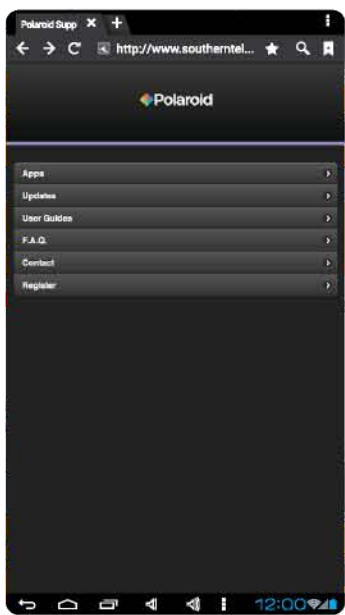 Polaroid Supp
http://www.southerntel...
Polaroid
Apps
Updates
User Guides
F.A.Q.
Contact
Register
12:00